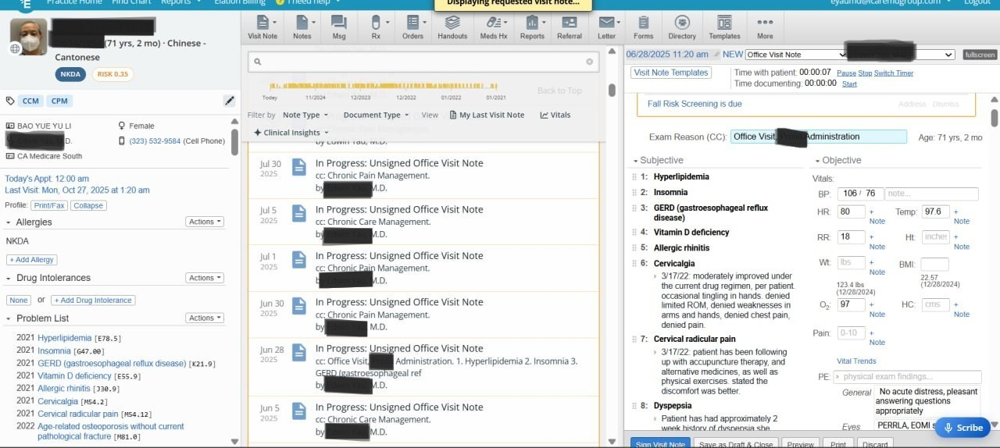 Practice Home Find Chart Reports Elation Billing I need help
Displaying requested visit note...
eyaumd@icaremdgroup.com Logout
(71 yrs, 2 mo) · Chinese -
Cantonese
NKDA RISK 0.35
CCM CPM
BAO YUE YU LI Female
D. (323) 532-9584 (Cell Phone)
CA Medicare South
Today's Appt: 12:00 am
Last Visit: Mon, Oct 27, 2025 at 1:20 am
Profile: Print/Fax Collapse
Allergies Actions
NKDA
+ Add Allergy
Drug Intolerances Actions
None or + Add Drug Intolerance
Problem List Actions
2021 Hyperlipidemia [E78.5]
2021 Insomnia [G47.00]
2021 GERD (gastroesophageal reflux disease) [K21.9]
2021 Vitamin D deficiency [E55.9]
2021 Allergic rhinitis [J30.9]
2021 Cervicalgia [M54.2]
2021 Cervical radicular pain [M54.12]
2022 Age-related osteoporosis without current
pathological fracture [M81.0]
Visit Note Notes Msg Rx Orders Handouts Meds Hx Reports Referral Letter Forms Directory Templates More
Today 11/2024 12/2023 12/2022 01/2022 01/2021
Back to Top
Filter by Note Type Document Type View My Last Visit Note Vitals
Clinical Insights
by Edwin Yau, M.D.
Jul 30
2025
In Progress: Unsigned Office Visit Note
cc: Chronic Pain Management.
by M.D.
Jul 5
2025
In Progress: Unsigned Office Visit Note
cc: Chronic Care Management.
by M.D.
Jul 1
2025
In Progress: Unsigned Office Visit Note
cc: Chronic Pain Management.
by M.D.
Jun 30
2025
In Progress: Unsigned Office Visit Note
cc: Chronic Pain Management.
by M.D.
Jun 28
2025
In Progress: Unsigned Office Visit Note
cc: Office Visit, Administration. 1. Hyperlipidemia 2. Insomnia 3.
GERD (gastroesophageal ref
by M.D.
Jun 5
2025
In Progress: Unsigned Office Visit Note
cc: Chronic Care Management.
by M.D.
06/28/2025 11:20 am NEW Office Visit Note fullscreen
Visit Note Templates
Time with patient: 00:00:07 Pause Stop Switch Timer
Time documenting: 00:00:00 Start
Fall Risk Screening is due Address Dismiss
Exam Reason (CC): Office Visit, Administration Age: 71 yrs, 2 mo
Subjective
1: Hyperlipidemia
2: Insomnia
3: GERD (gastroesophageal reflux
disease)
4: Vitamin D deficiency
5: Allergic rhinitis
6: Cervicalgia
3/17/22: moderately improved under
the current drug regimen, per patient.
occasional tingling in hands. denied
limited ROM, denied weaknesses in
arms and hands, denied chest pain,
denied pain.
7: Cervical radicular pain
3/17/22: patient has been following
up with accupuncture therapy, and
alternative medicines, as well as
physical exercises. stated the
discomfort was better.
8: Dyspepsia
Patient has had approximately 2
week history of dyspepsia she
Objective
Vitals:
BP: 106 / 76 note...
HR: 80 + Note Temp: 97.6 + Note
RR: 18 + Note Ht: inches + Note
Wt: lbs + Note BMI:
123.4 lbs
(12/28/2024)
22.57
(12/28/2024)
O2: 97 + Note HC: cms + Note
Pain: 0-10 + Note
Vital Trends
PE: physical exam findings...
General No acute distress, pleasant
answering questions
appropriately
Eyes PERRLA, EOMI
Scribe
Sign Visit Note Save as Draft & Close Preview Print Discard